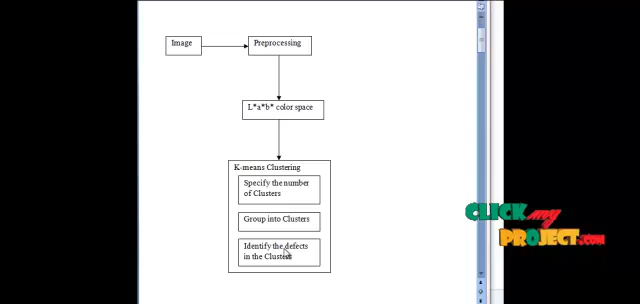 Image
Preprocessing
L*a*b* color space
K-means Clustering
Specify the number
of Clusters
Group into Clusters
Identify the defects
in the Clusters
CLICK my
PROJECT.COM